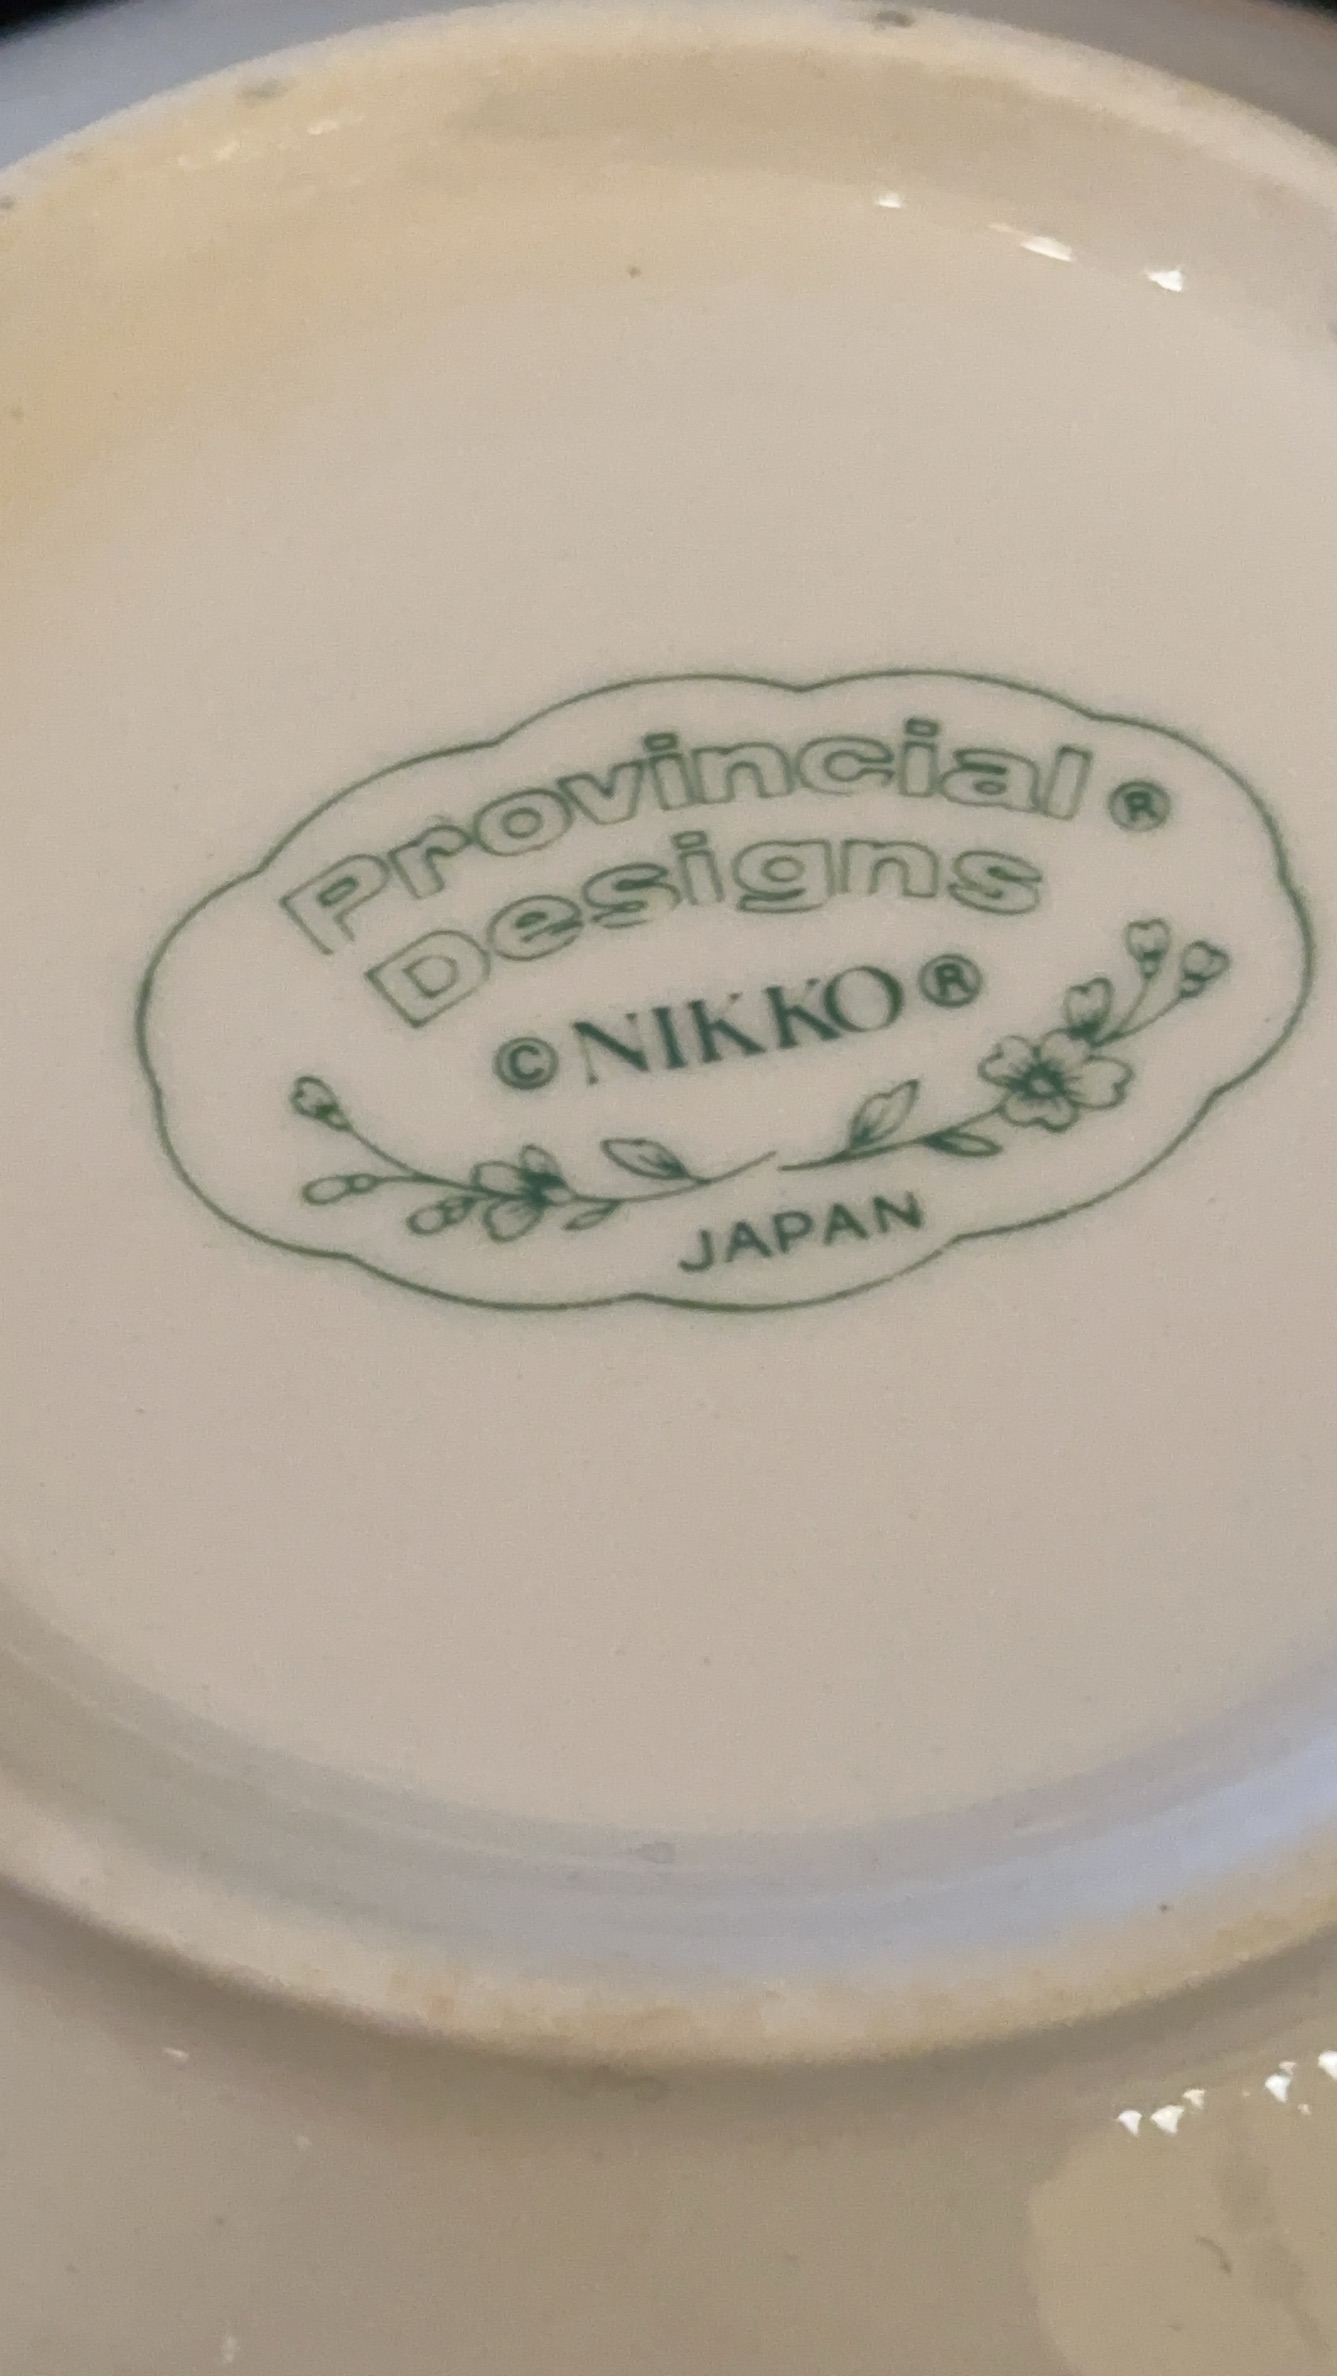 Provincial ®
Designs
© NIKKO ®
JAPAN